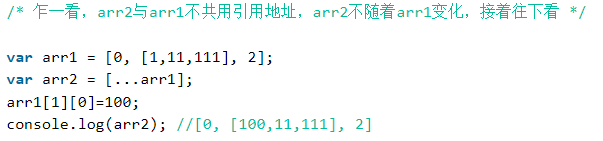 /* 乍一看，arr2与arr1不共用引用地址，arr2不随着arr1变化，接着往下看 */
var arr1 = [0, [1,11,111], 2];
var arr2 = [...arr1];
arr1[1][0]=100;
console.log(arr2); //[0, [100,11,111], 2]